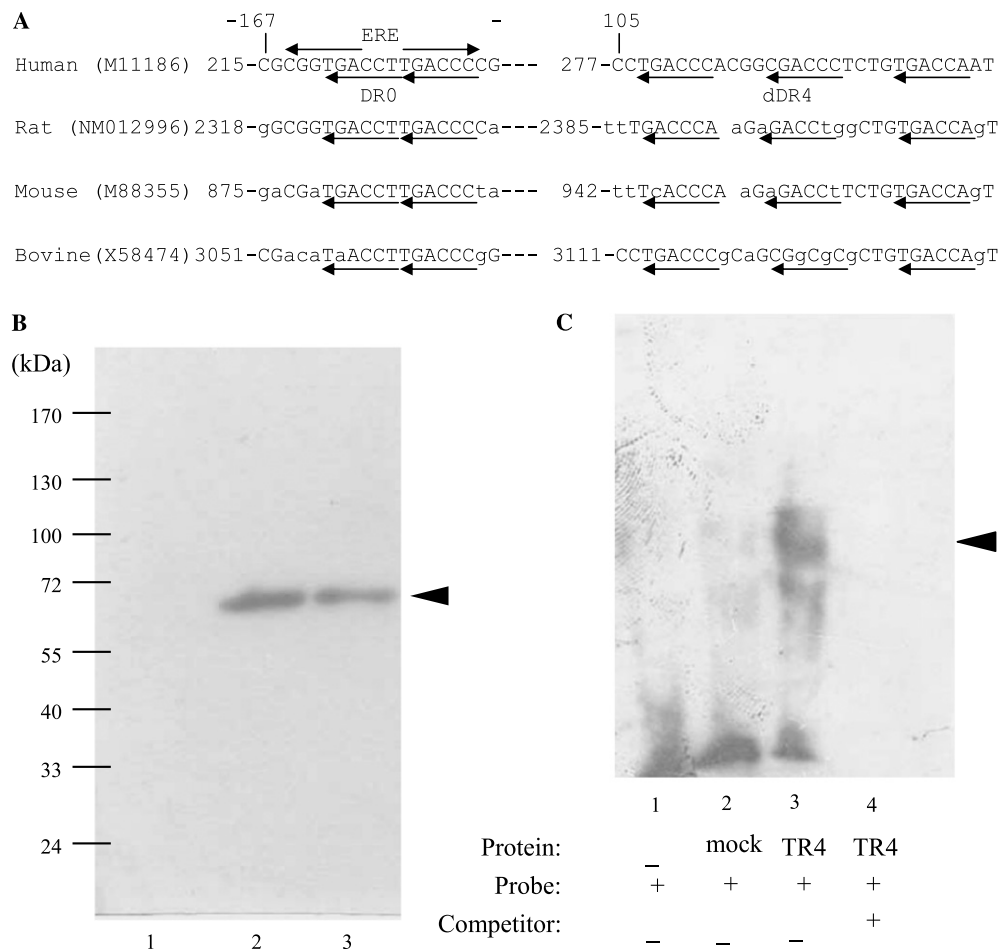 A
-167 - 105
ERE
Human (M11186) 215-CGCGGTGACCTTGACCCCG--- 277-CCTGACCCACGGCGACCCTCTGTGACCAAT
DR0 dDR4
Rat (NM012996)2318-gGCGGTGACCTTGACCCCa---2385-ttTGACCCA aGaGACCtggCTGTGACCAgT
Mouse (M88355) 875-gaCGaTGACCTTGACCCta--- 942-ttTcACCCA aGaGACCtTCTGTGACCAgT
Bovine(X58474)3051-CGacaTaACCTTGACCCgG--- 3111-CCTGACCCgCAGCGgCgCgCTGTGACCAgT
B
(kDa)
170
130
100
72
55
40
33
24
1 2 3
C
1 2 3 4
Protein: – mock TR4 TR4
Probe: + + + +
Competitor: – – – +